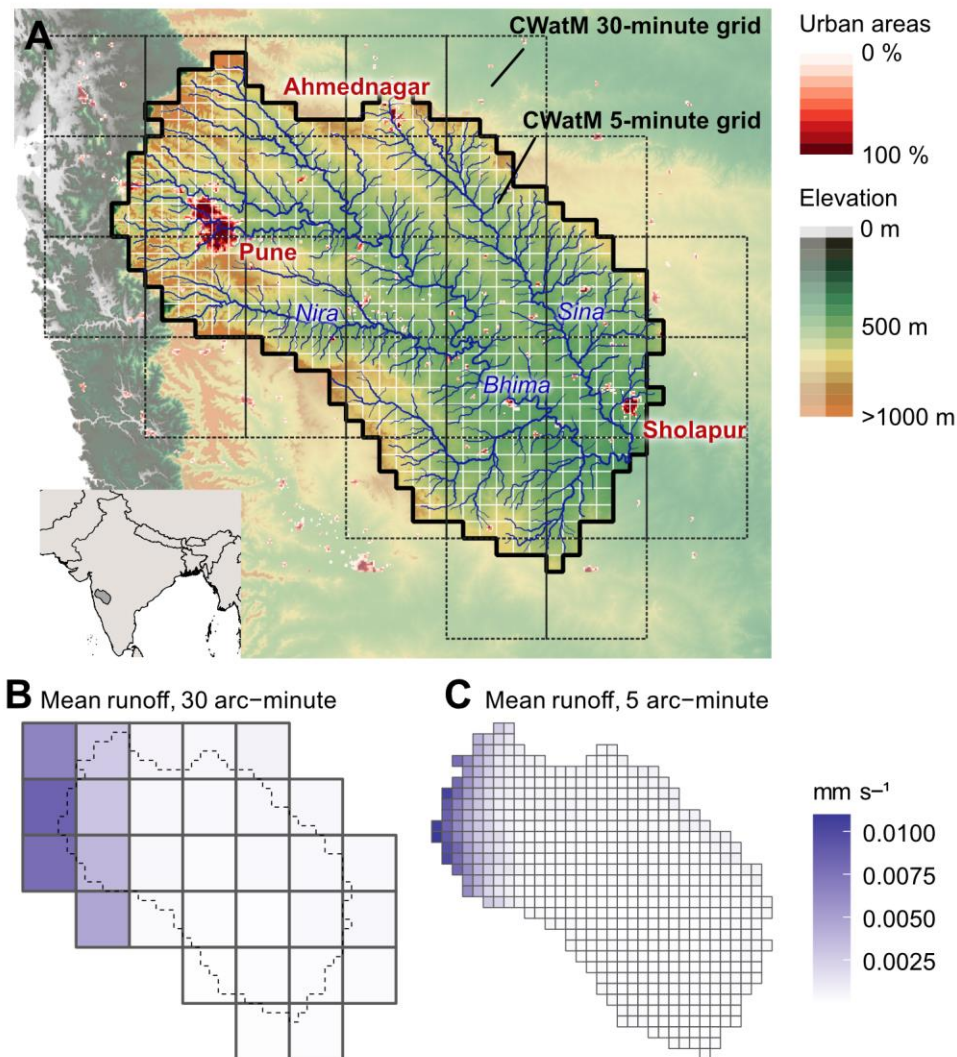 A
CWatM 30-minute grid
Ahmednagar
CWatM 5-minute grid
Pune
Nira
Sina
Bhima
Sholapur
Urban areas
0 %
100 %
Elevation
0 m
500 m
>1000 m
B Mean runoff, 30 arc−minute
C Mean runoff, 5 arc−minute
mm s−¹
0.0100
0.0075
0.0050
0.0025